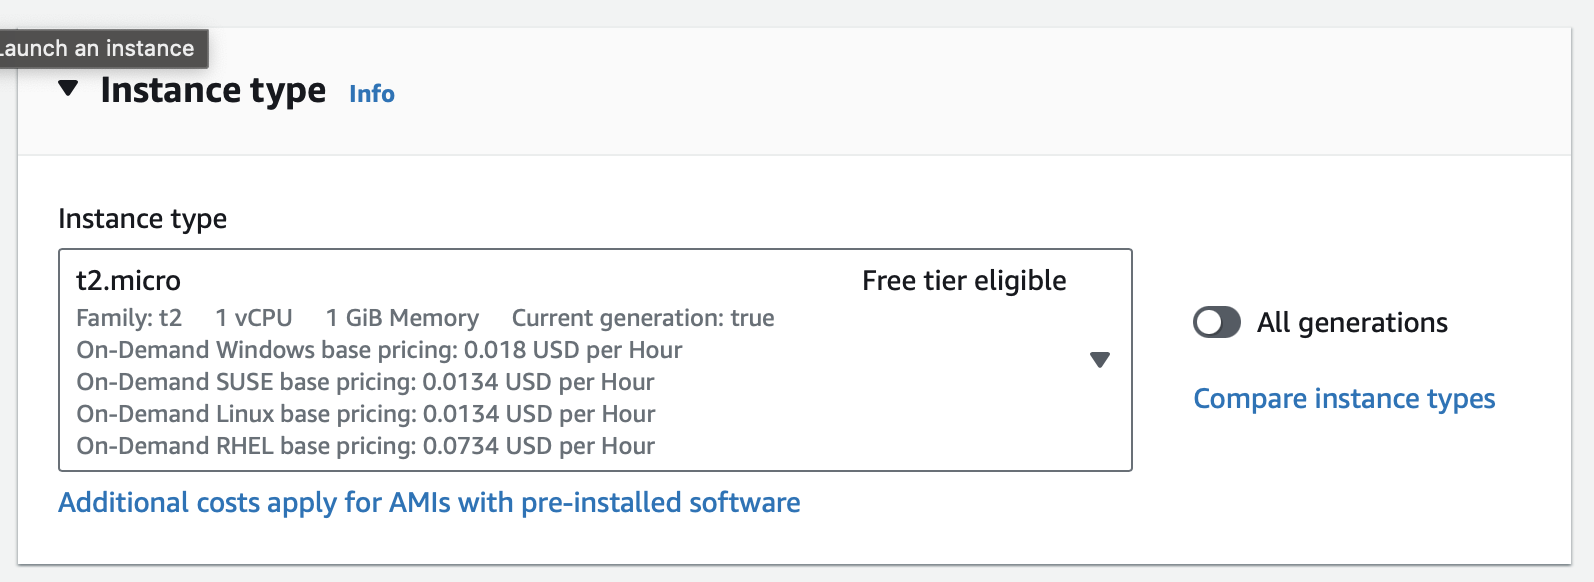 Launch an instance
Instance type Info
Instance type
t2.micro Free tier eligible
Family: t2 1 vCPU 1 GiB Memory Current generation: true
On-Demand Windows base pricing: 0.018 USD per Hour
On-Demand SUSE base pricing: 0.0134 USD per Hour
On-Demand Linux base pricing: 0.0134 USD per Hour
On-Demand RHEL base pricing: 0.0734 USD per Hour
All generations
Compare instance types
Additional costs apply for AMIs with pre-installed software